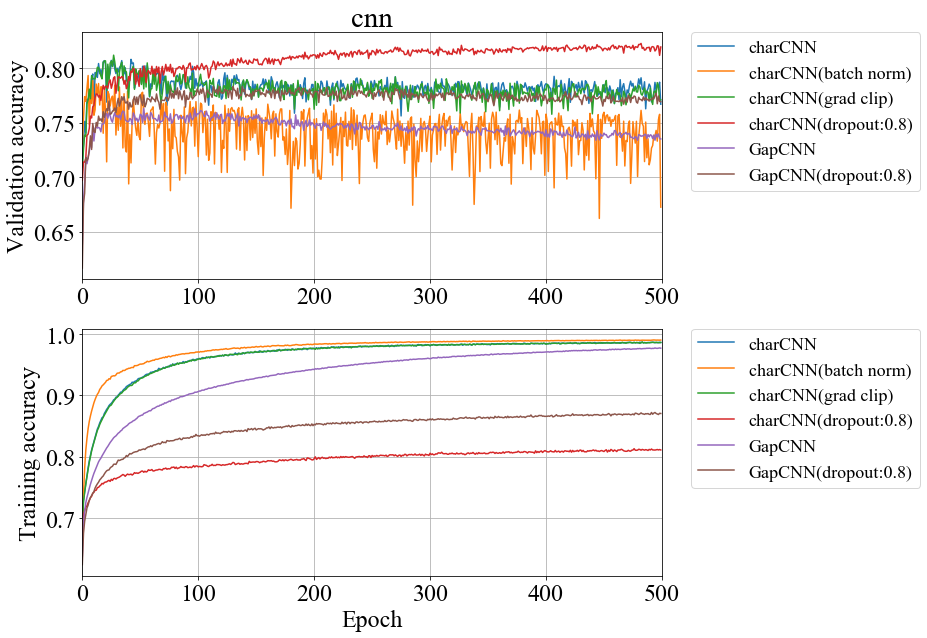 cnn
Validation accuracy
0.80
0.75
0.70
0.65
0 100 200 300 400 500
charCNN
charCNN(batch norm)
charCNN(grad clip)
charCNN(dropout:0.8)
GapCNN
GapCNN(dropout:0.8)
Training accuracy
1.0
0.9
0.8
0.7
0 100 200 300 400 500
Epoch
charCNN
charCNN(batch norm)
charCNN(grad clip)
charCNN(dropout:0.8)
GapCNN
GapCNN(dropout:0.8)